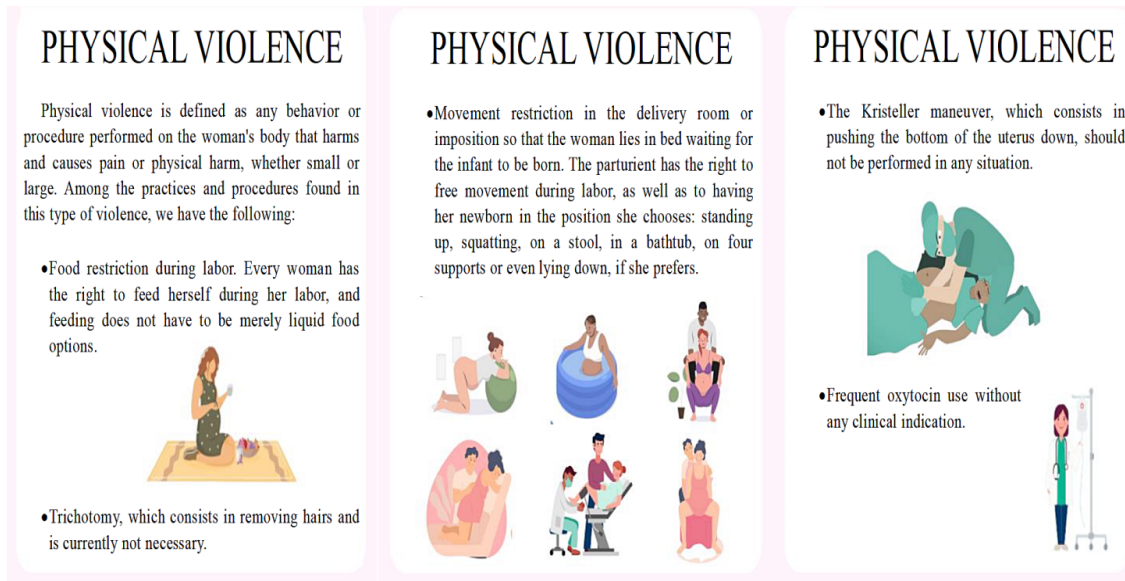 PHYSICAL VIOLENCE
Physical violence is defined as any behavior or
procedure performed on the woman's body that harms
and causes pain or physical harm, whether small or
large. Among the practices and procedures found in
this type of violence, we have the following:
•Food restriction during labor. Every woman has
the right to feed herself during her labor, and
feeding does not have to be merely liquid food
options.
•Trichotomy, which consists in removing hairs and
is currently not necessary.
PHYSICAL VIOLENCE
•Movement restriction in the delivery room or
imposition so that the woman lies in bed waiting for
the infant to be born. The parturient has the right to
free movement during labor, as well as to having
her newborn in the position she chooses: standing
up, squatting, on a stool, in a bathtub, on four
supports or even lying down, if she prefers.
PHYSICAL VIOLENCE
•The Kristeller maneuver, which consists in
pushing the bottom of the uterus down, should
not be performed in any situation.
•Frequent oxytocin use without
any clinical indication.